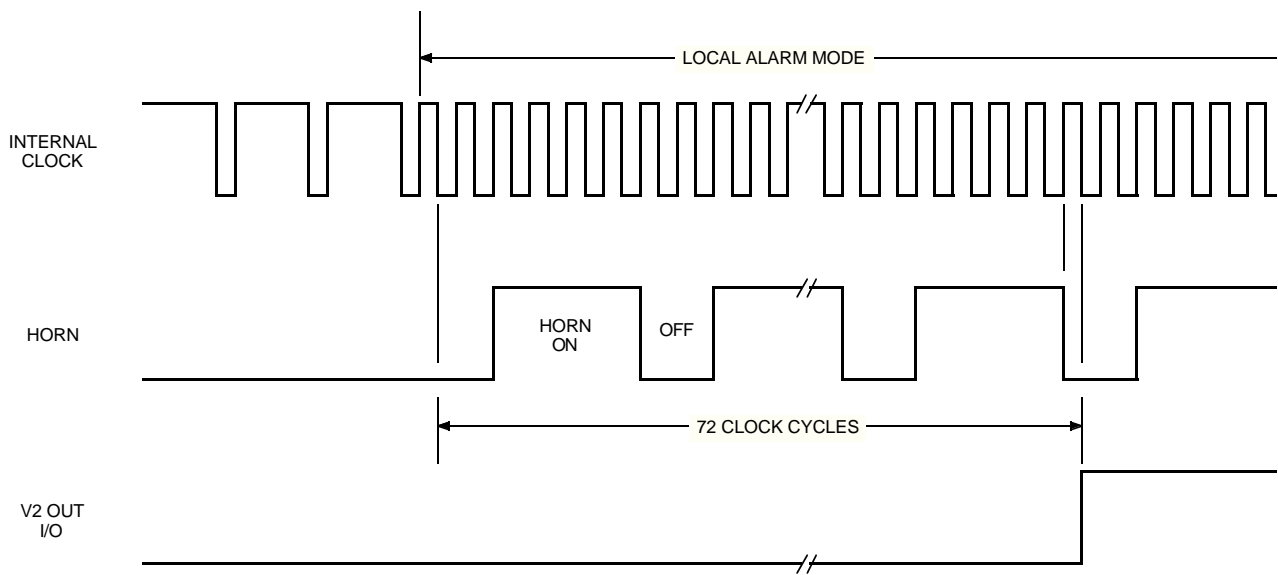 LOCAL ALARM MODE
INTERNAL
CLOCK
HORN
HORN
ON
OFF
72 CLOCK CYCLES
V2 OUT
I/O